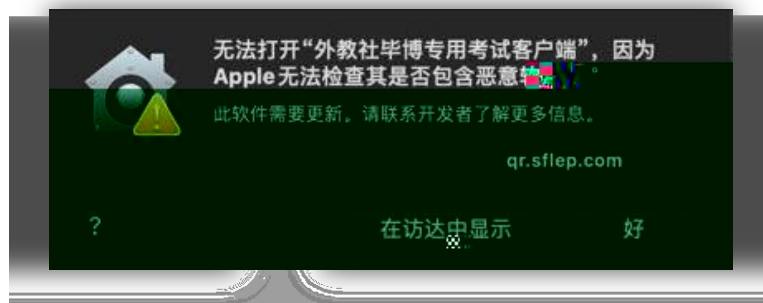 无法打开“外教社毕博专用考试客户端”，因为
Apple无法检查其是否包含恶意
此软件需要更新。请联系开发者了解更多信息。
qr.sflep.com
?
在访达中显示
好